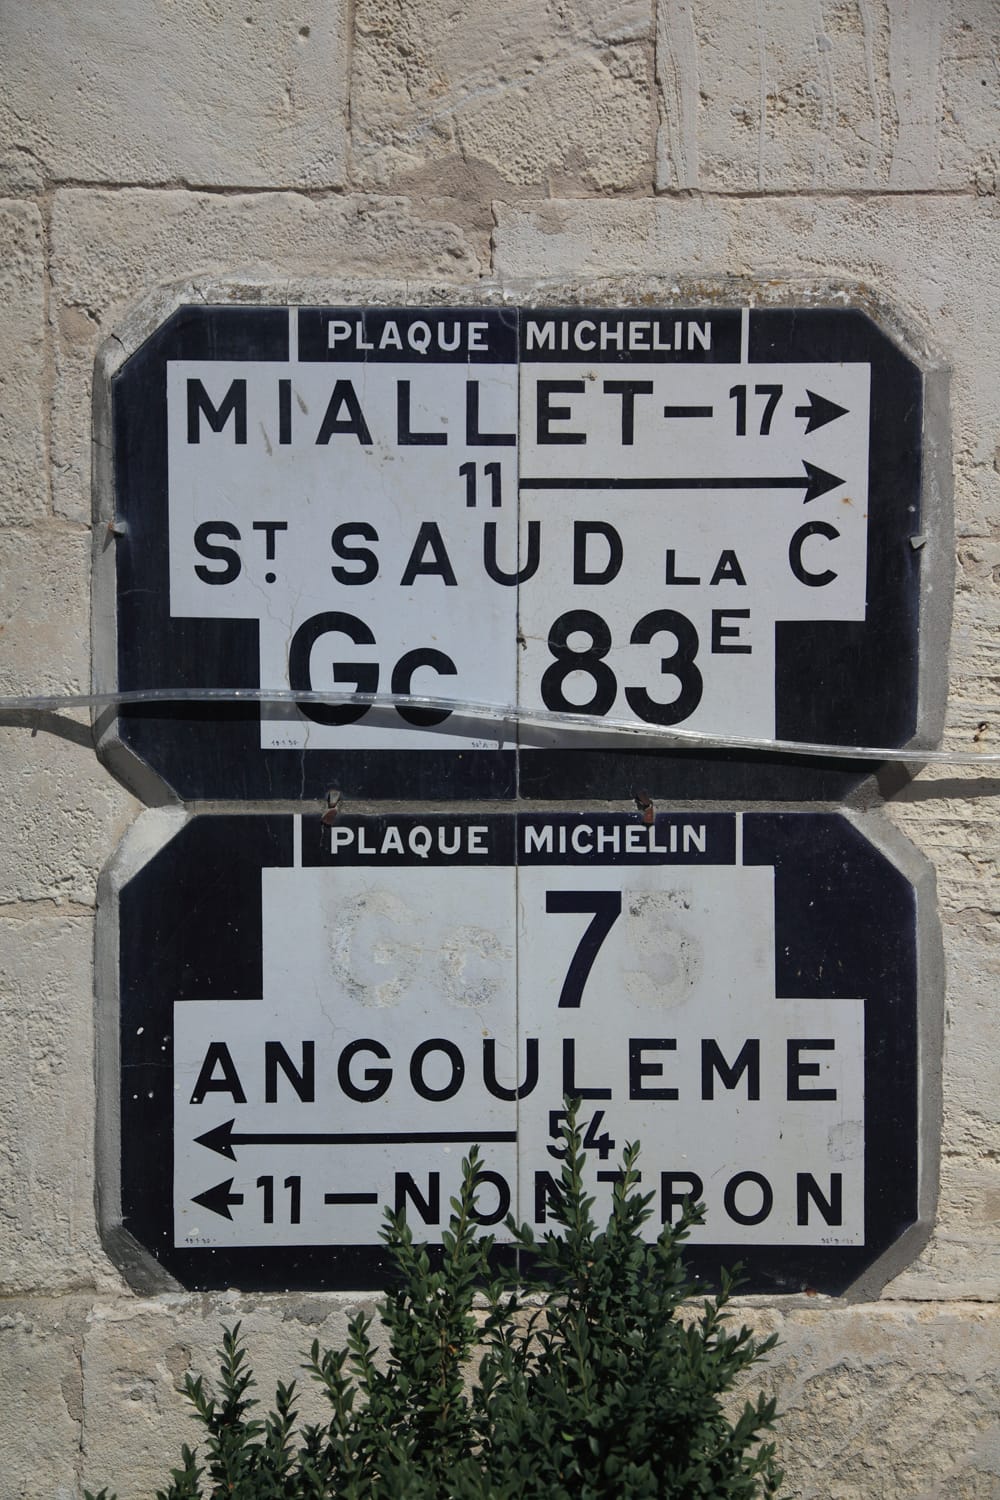 PLAQUE MICHELIN
MIALLET — 17
11
ST. SAUD LA C
Gc 83E
PLAQUE MICHELIN
Gc 75
ANGOULEME
54
11 — NONTRON